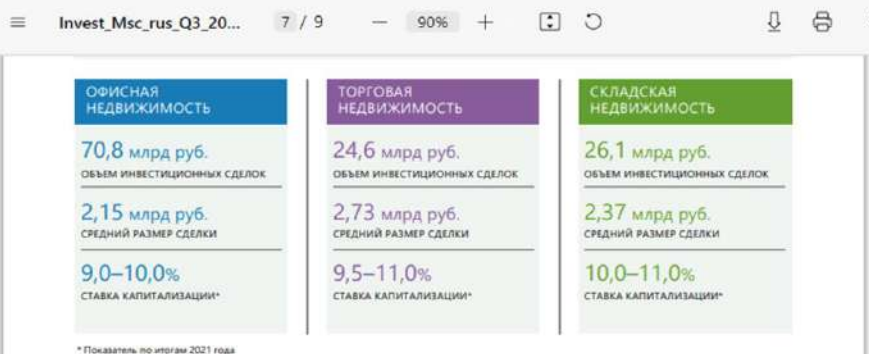 Invest_Msc_rus_Q3_20...
7 / 9
90%
ОФИСНАЯ
НЕДВИЖИМОСТЬ
70,8 млрд руб.
ОБЪЕМ ИНВЕСТИЦИОННЫХ СДЕЛОК
2,15 млрд руб.
СРЕДНИЙ РАЗМЕР СДЕЛКИ
9,0–10,0%
СТАВКА КАПИТАЛИЗАЦИИ*
ТОРГОВАЯ
НЕДВИЖИМОСТЬ
24,6 млрд руб.
ОБЪЕМ ИНВЕСТИЦИОННЫХ СДЕЛОК
2,73 млрд руб.
СРЕДНИЙ РАЗМЕР СДЕЛКИ
9,5–11,0%
СТАВКА КАПИТАЛИЗАЦИИ*
СКЛАДСКАЯ
НЕДВИЖИМОСТЬ
26,1 млрд руб.
ОБЪЕМ ИНВЕСТИЦИОННЫХ СДЕЛОК
2,37 млрд руб.
СРЕДНИЙ РАЗМЕР СДЕЛКИ
10,0–11,0%
СТАВКА КАПИТАЛИЗАЦИИ*
* Показатель по итогам 2021 года